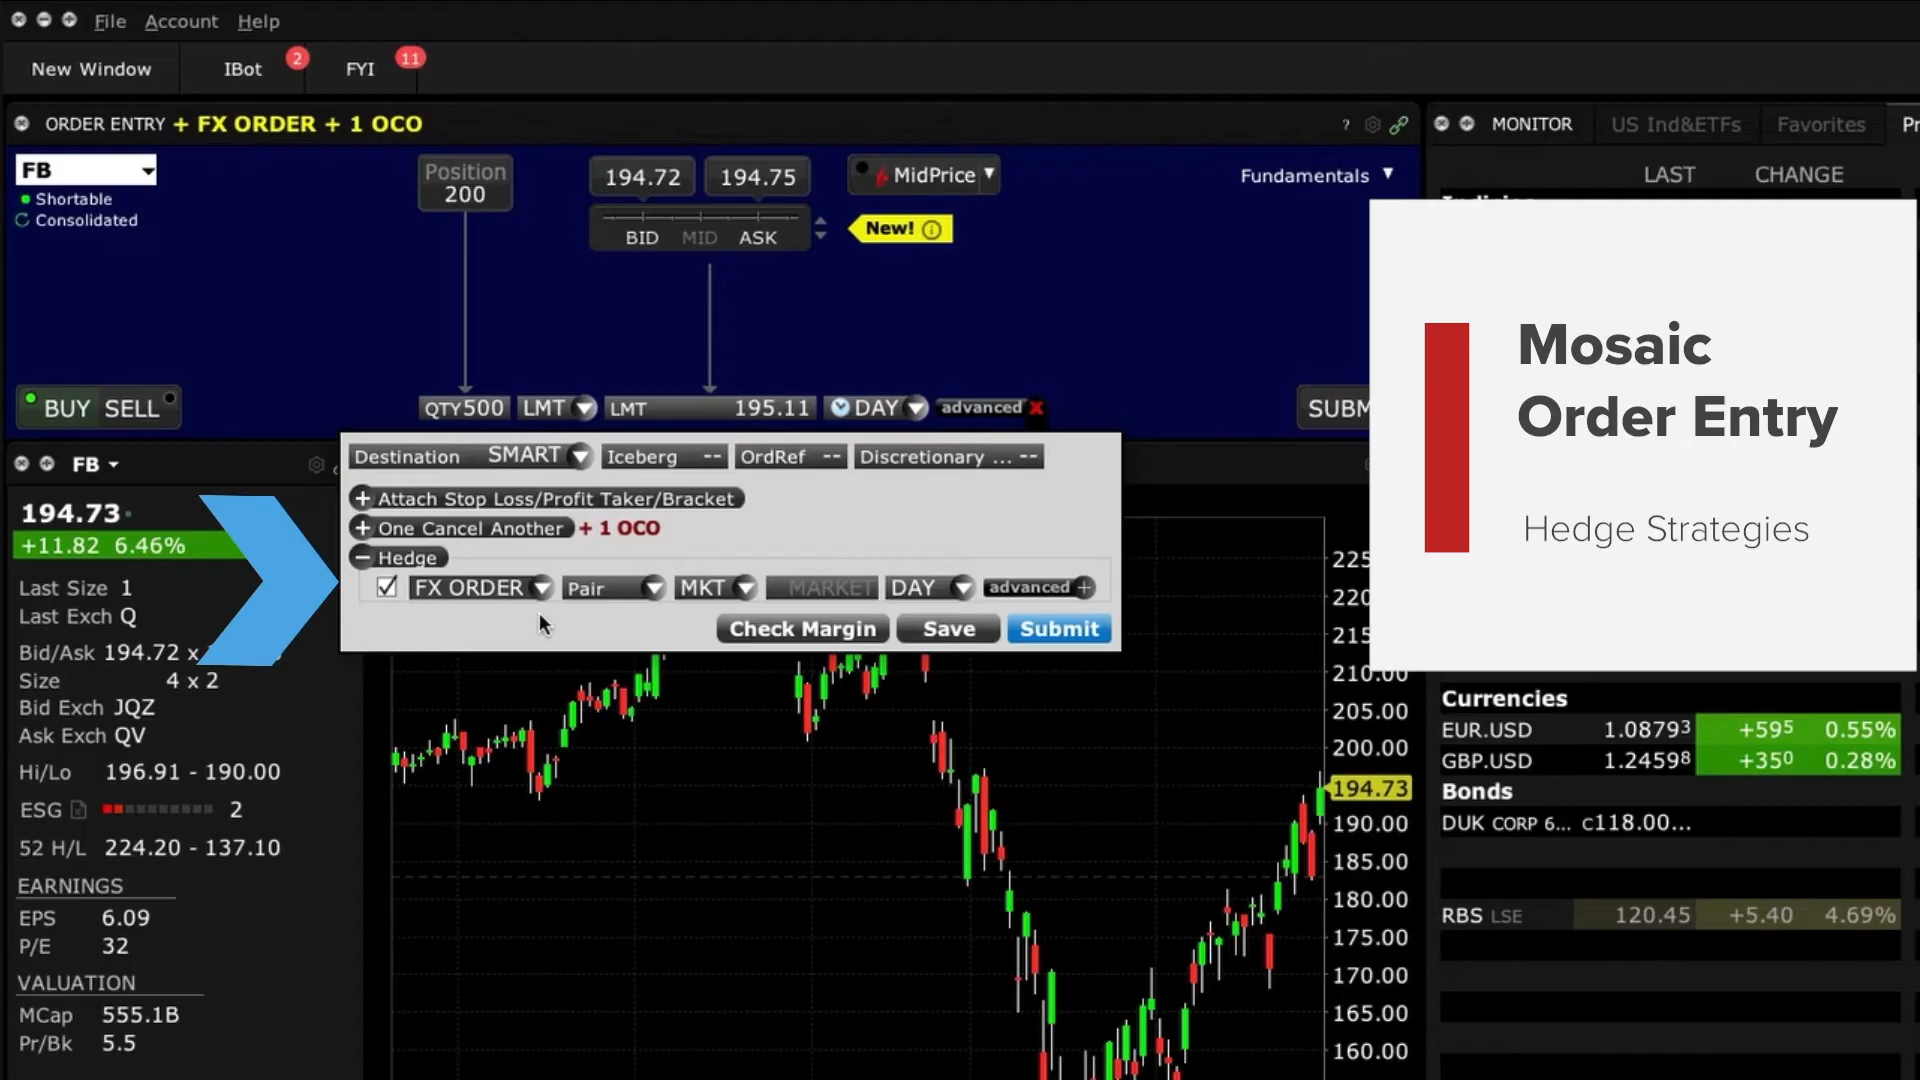 File Account Help
New Window IBot 2 FYI 11
ORDER ENTRY + FX ORDER + 1 OCO ?
FB
Shortable
Consolidated
Position
200
194.72 194.75
BID MID ASK
MidPrice
New!
Fundamentals
BUY SELL
QTY 500 LMT LMT 195.11 DAY advanced x
SUBM
Destination SMART Iceberg -- OrdRef -- Discretionary ... --
+ Attach Stop Loss/Profit Taker/Bracket
+ One Cancel Another + 1 OCO
− Hedge
FX ORDER Pair MKT MARKET DAY advanced +
Check Margin Save Submit
FB
194.73
+11.82 6.46%
Last Size 1
Last Exch Q
Bid/Ask 194.72 x
Size 4 x 2
Bid Exch JQZ
Ask Exch QV
Hi/Lo 196.91 - 190.00
ESG 2
52 H/L 224.20 - 137.10
EARNINGS
EPS 6.09
P/E 32
VALUATION
MCap 555.1B
Pr/Bk 5.5
225
220
215
210.00
205.00
200.00
194.73
190.00
185.00
180.00
175.00
170.00
165.00
160.00
MONITOR US Ind&ETFs Favorites Pr
LAST CHANGE
Mosaic
Order Entry
Hedge Strategies
Currencies
EUR.USD 1.08793 +595 0.55%
GBP.USD 1.24598 +350 0.28%
Bonds
DUK CORP 6... C118.00...
RBS LSE 120.45 +5.40 4.69%